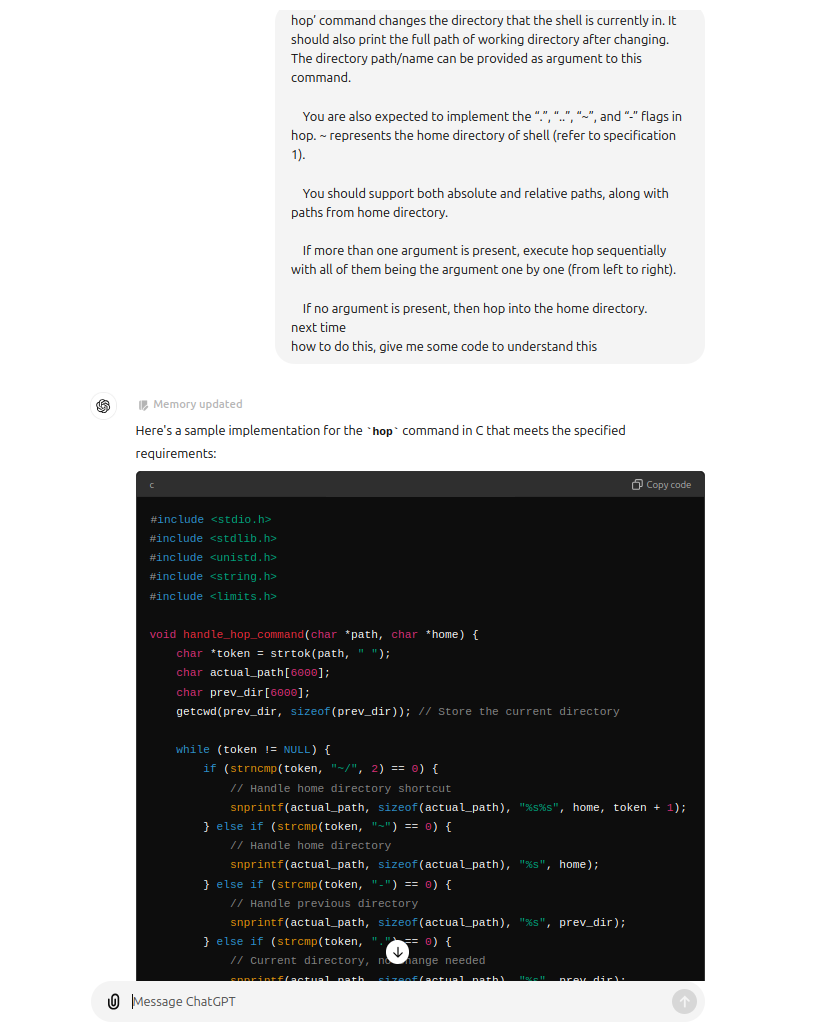 hop’ command changes the directory that the shell is currently in. It
should also print the full path of working directory after changing.
The directory path/name can be provided as argument to this
command.
You are also expected to implement the “.”, “..”, “~”, and “-” flags in
hop. ~ represents the home directory of shell (refer to specification
1).
You should support both absolute and relative paths, along with
paths from home directory.
If more than one argument is present, execute hop sequentially
with all of them being the argument one by one (from left to right).
If no argument is present, then hop into the home directory.
next time
how to do this, give me some code to understand this
Memory updated
Here's a sample implementation for the `hop` command in C that meets the specified
requirements:
c Copy code
#include <stdio.h>
#include <stdlib.h>
#include <unistd.h>
#include <string.h>
#include <limits.h>
void handle_hop_command(char *path, char *home) {
    char *token = strtok(path, " ");
    char actual_path[6000];
    char prev_dir[6000];
    getcwd(prev_dir, sizeof(prev_dir)); // Store the current directory
    while (token != NULL) {
        if (strncmp(token, "~/", 2) == 0) {
            // Handle home directory shortcut
            snprintf(actual_path, sizeof(actual_path), "%s%s", home, token + 1);
        } else if (strcmp(token, "~") == 0) {
            // Handle home directory
            snprintf(actual_path, sizeof(actual_path), "%s", home);
        } else if (strcmp(token, "-") == 0) {
            // Handle previous directory
            snprintf(actual_path, sizeof(actual_path), "%s", prev_dir);
        } else if (strcmp(token, "." == 0) {
            // Current directory, no change needed
            snprintf(actual_path, sizeof(actual_path), "%s", prev_dir);
Message ChatGPT